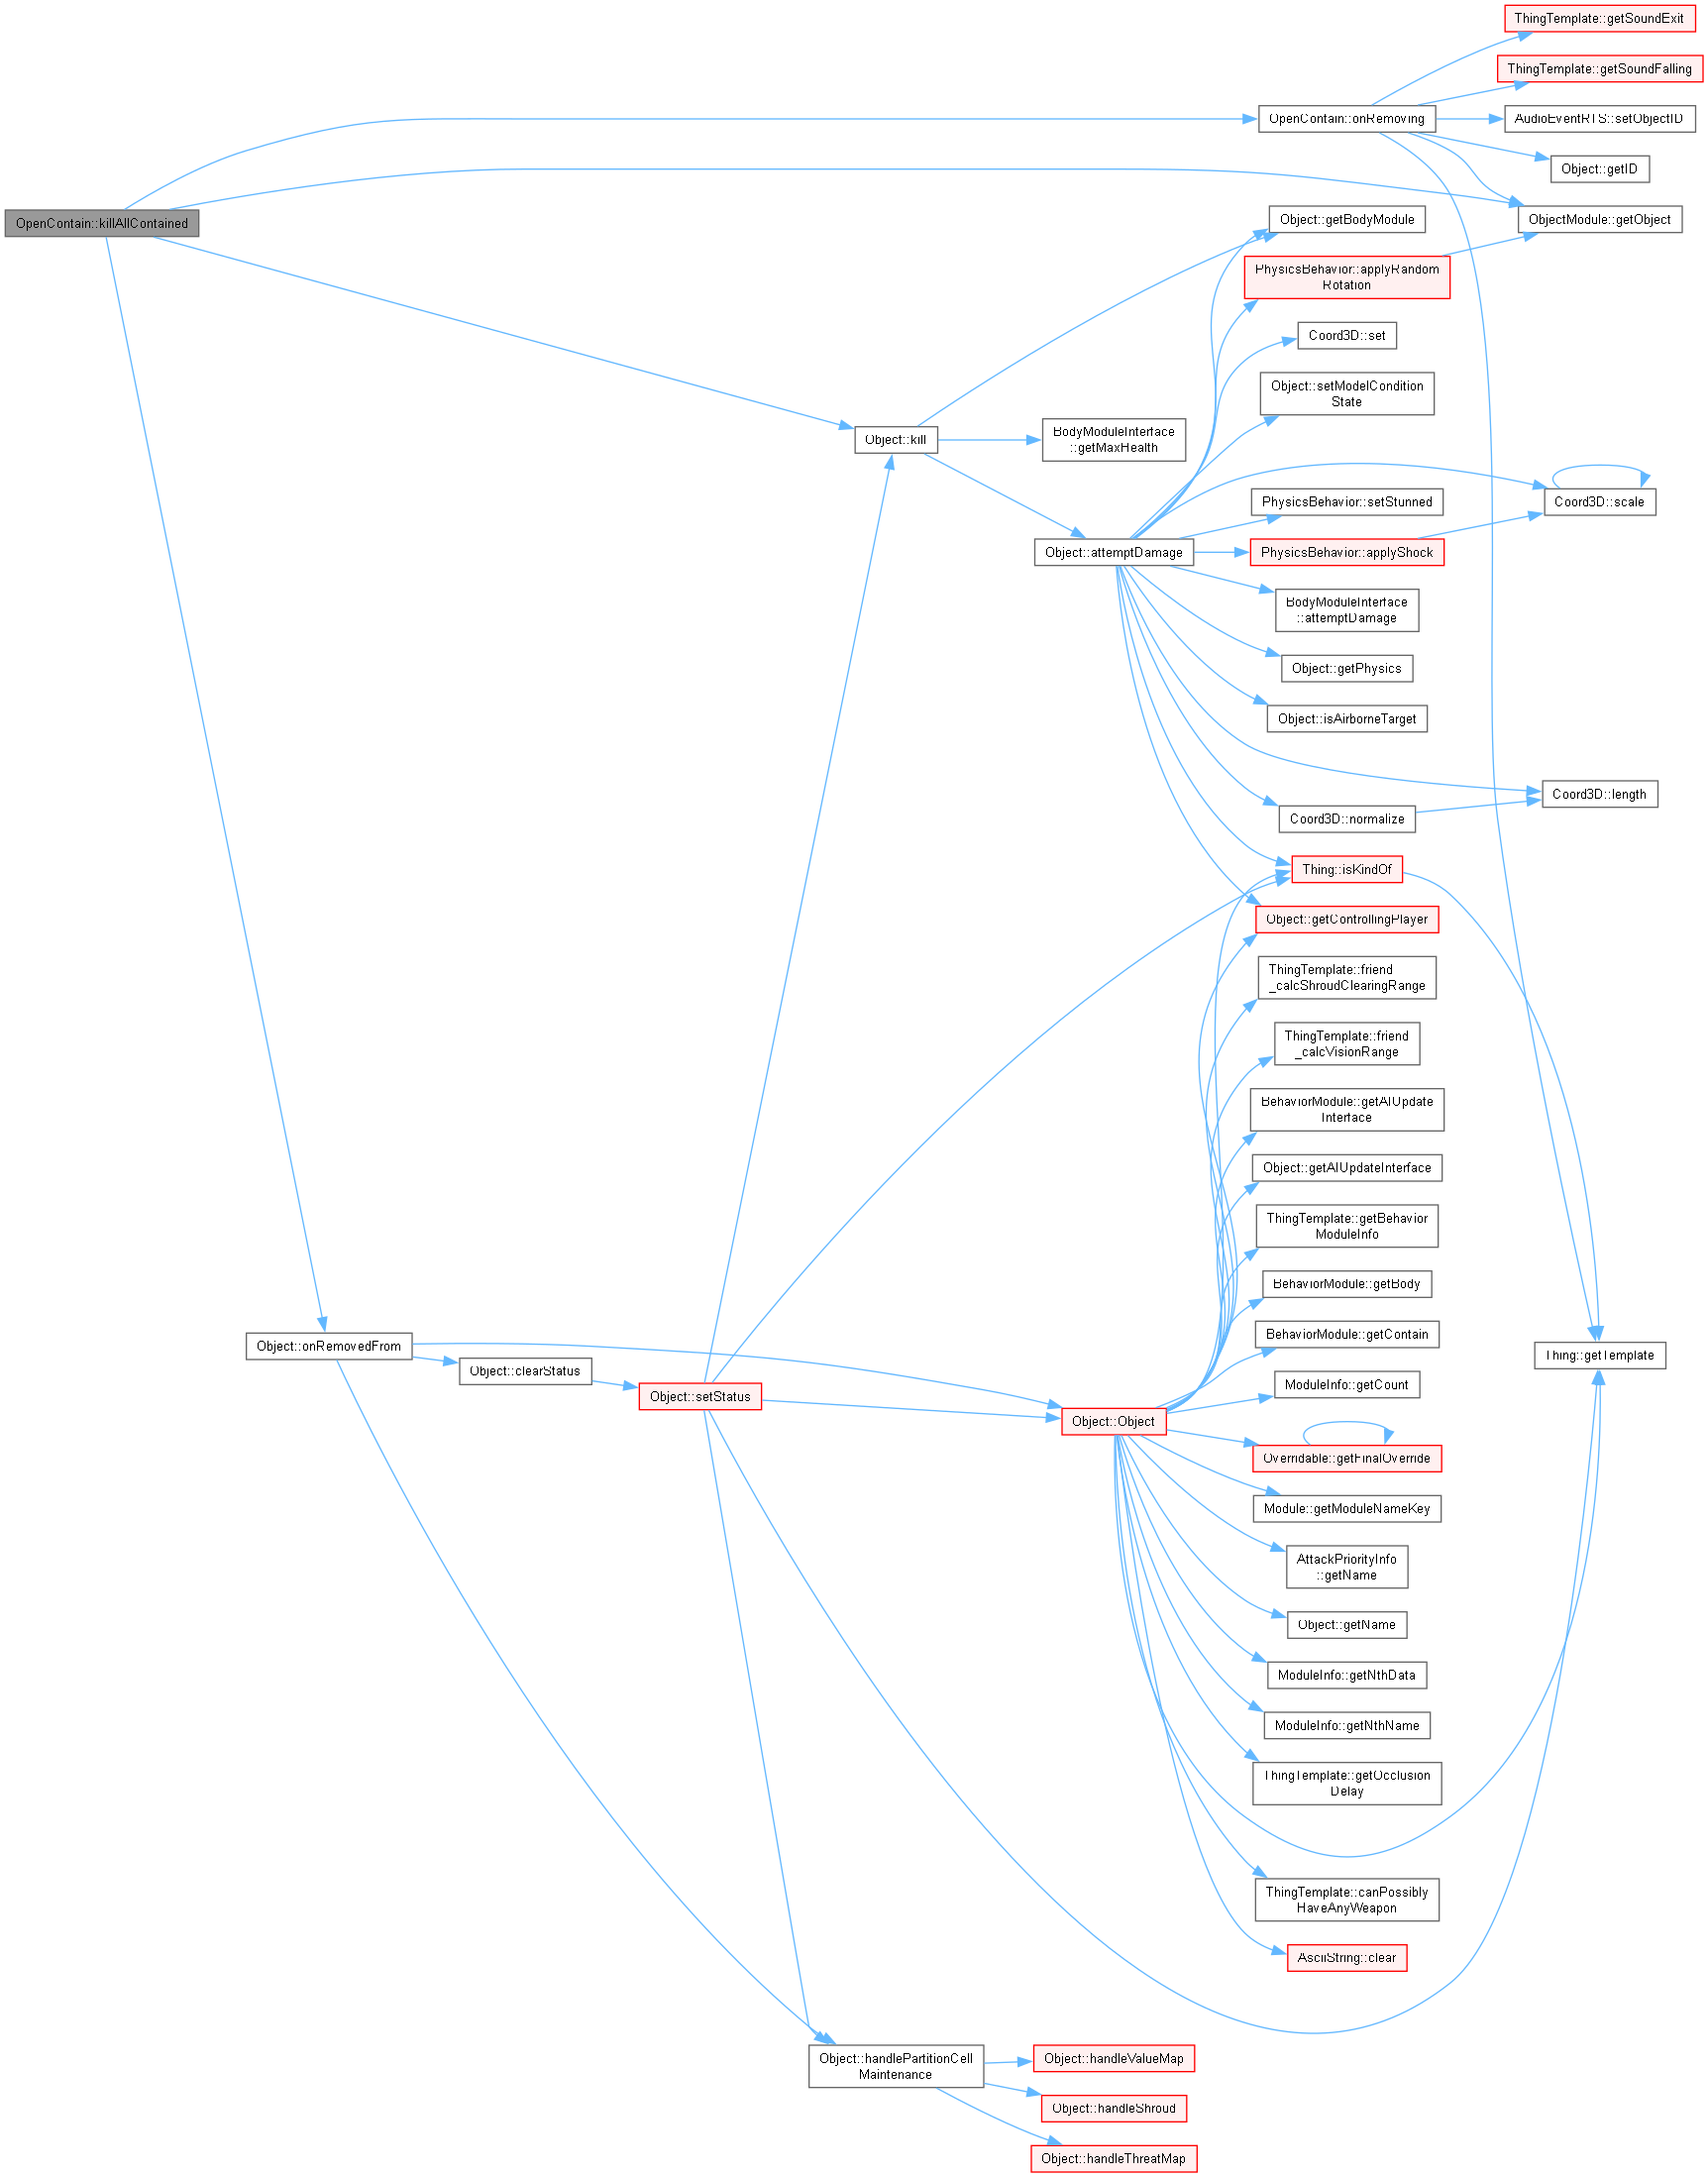 ThingTemplate::getSoundExit
ThingTemplate::getSoundFalling
OpenContain::onRemoving
AudioEventRTS::setObjectID
Object::getID
OpenContain::killAllContained
Object::getBodyModule
ObjectModule::getObject
PhysicsBehavior::applyRandom
Rotation
Coord3D::set
Object::setModelCondition
State
Object::kill
BodyModuleInterface
::getMaxHealth
PhysicsBehavior::setStunned
Coord3D::scale
Object::attemptDamage
PhysicsBehavior::applyShock
BodyModuleInterface
::attemptDamage
Object::getPhysics
Object::isAirborneTarget
Coord3D::length
Coord3D::normalize
Thing::isKindOf
Object::getControllingPlayer
ThingTemplate::friend
_calcShroudClearingRange
ThingTemplate::friend
_calcVisionRange
BehaviorModule::getAIUpdate
Interface
Object::getAIUpdateInterface
ThingTemplate::getBehavior
ModuleInfo
BehaviorModule::getBody
BehaviorModule::getContain
Object::onRemovedFrom
Thing::getTemplate
Object::clearStatus
Object::setStatus
ModuleInfo::getCount
Object::Object
Overridable::getFinalOverride
Module::getModuleNameKey
AttackPriorityInfo
::getName
Object::getName
ModuleInfo::getNthData
ModuleInfo::getNthName
ThingTemplate::getOcclusion
Delay
ThingTemplate::canPossibly
HaveAnyWeapon
AsciiString::clear
Object::handlePartitionCell
Maintenance
Object::handleValueMap
Object::handleShroud
Object::handleThreatMap